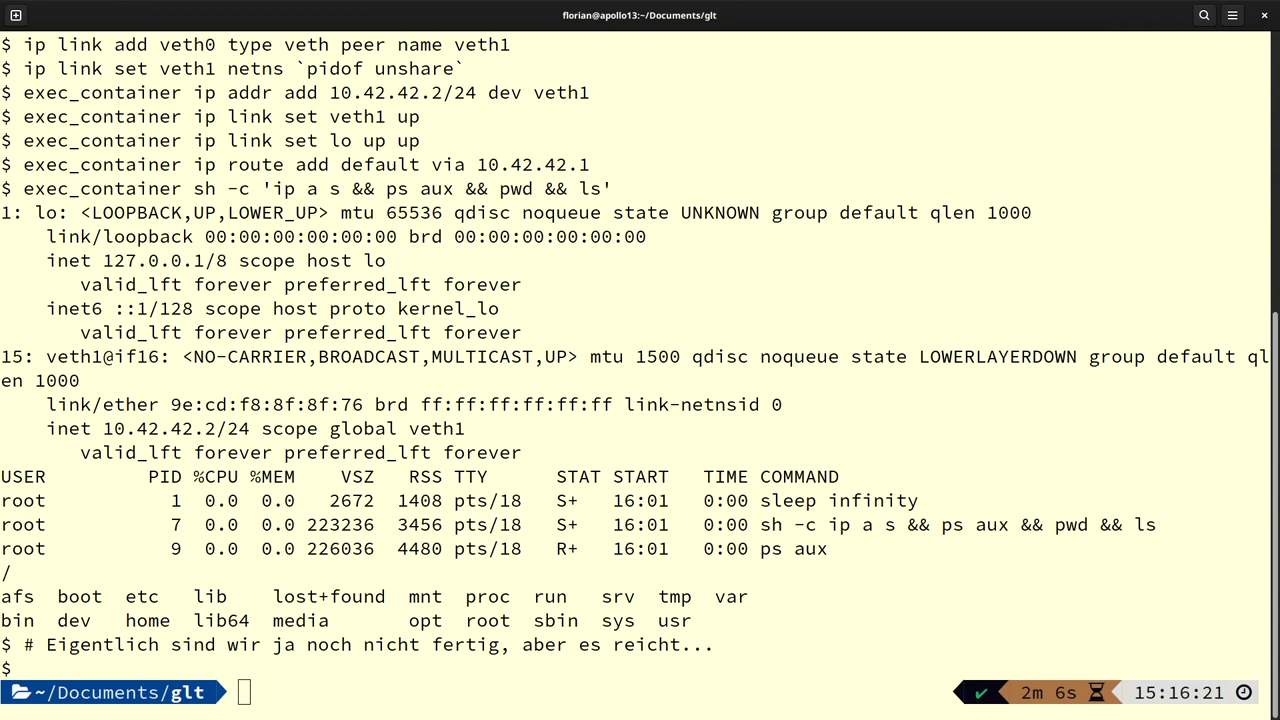 florian@apollo13:~/Documents/glt
$ ip link add veth0 type veth peer name veth1
$ ip link set veth1 netns `pidof unshare`
$ exec_container ip addr add 10.42.42.2/24 dev veth1
$ exec_container ip link set veth1 up
$ exec_container ip link set lo up up
$ exec_container ip route add default via 10.42.42.1
$ exec_container sh -c 'ip a s && ps aux && pwd && ls'
1: lo: <LOOPBACK,UP,LOWER_UP> mtu 65536 qdisc noqueue state UNKNOWN group default qlen 1000
    link/loopback 00:00:00:00:00:00 brd 00:00:00:00:00:00
    inet 127.0.0.1/8 scope host lo
       valid_lft forever preferred_lft forever
    inet6 ::1/128 scope host proto kernel_lo
       valid_lft forever preferred_lft forever
15: veth1@if16: <NO-CARRIER,BROADCAST,MULTICAST,UP> mtu 1500 qdisc noqueue state LOWERLAYERDOWN group default ql
en 1000
    link/ether 9e:cd:f8:8f:8f:76 brd ff:ff:ff:ff:ff:ff link-netnsid 0
    inet 10.42.42.2/24 scope global veth1
       valid_lft forever preferred_lft forever
USER         PID %CPU %MEM    VSZ   RSS TTY      STAT START   TIME COMMAND
root           1  0.0  0.0   2672  1408 pts/18   S+   16:01   0:00 sleep infinity
root           7  0.0  0.0 223236  3456 pts/18   S+   16:01   0:00 sh -c ip a s && ps aux && pwd && ls
root           9  0.0  0.0 226036  4480 pts/18   R+   16:01   0:00 ps aux
/
afs  boot  etc   lib    lost+found  mnt  proc  run   srv  tmp  var
bin  dev   home  lib64  media       opt  root  sbin  sys  usr
$ # Eigentlich sind wir ja noch nicht fertig, aber es reicht...
$
~/Documents/glt ✔ 2m 6s 15:16:21